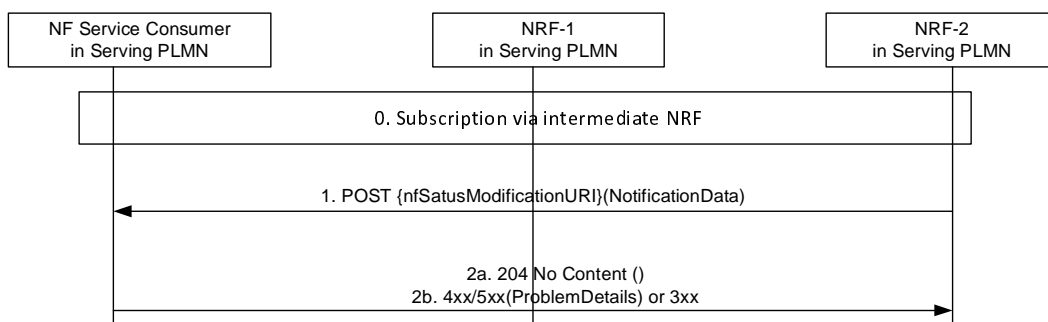 NF Service Consumer
in Serving PLMN
NRF-1
in Serving PLMN
NRF-2
in Serving PLMN
0. Subscription via intermediate NRF
1. POST {nfSatusModificationURI}(NotificationData)
2a. 204 No Content ()
2b. 4xx/5xx(ProblemDetails) or 3xx